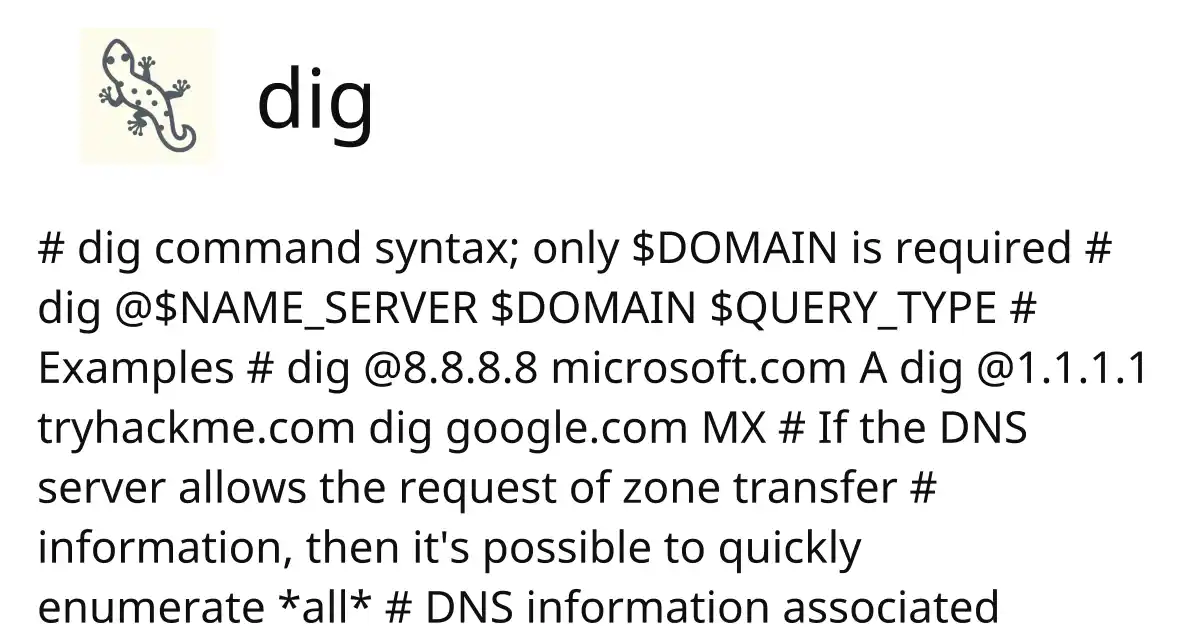 dig
# dig command syntax; only $DOMAIN is required #
dig @$NAME_SERVER $DOMAIN $QUERY_TYPE #
Examples # dig @8.8.8.8 microsoft.com A dig @1.1.1.1
tryhackme.com dig google.com MX # If the DNS
server allows the request of zone transfer #
information, then it's possible to quickly
enumerate *all* # DNS information associated